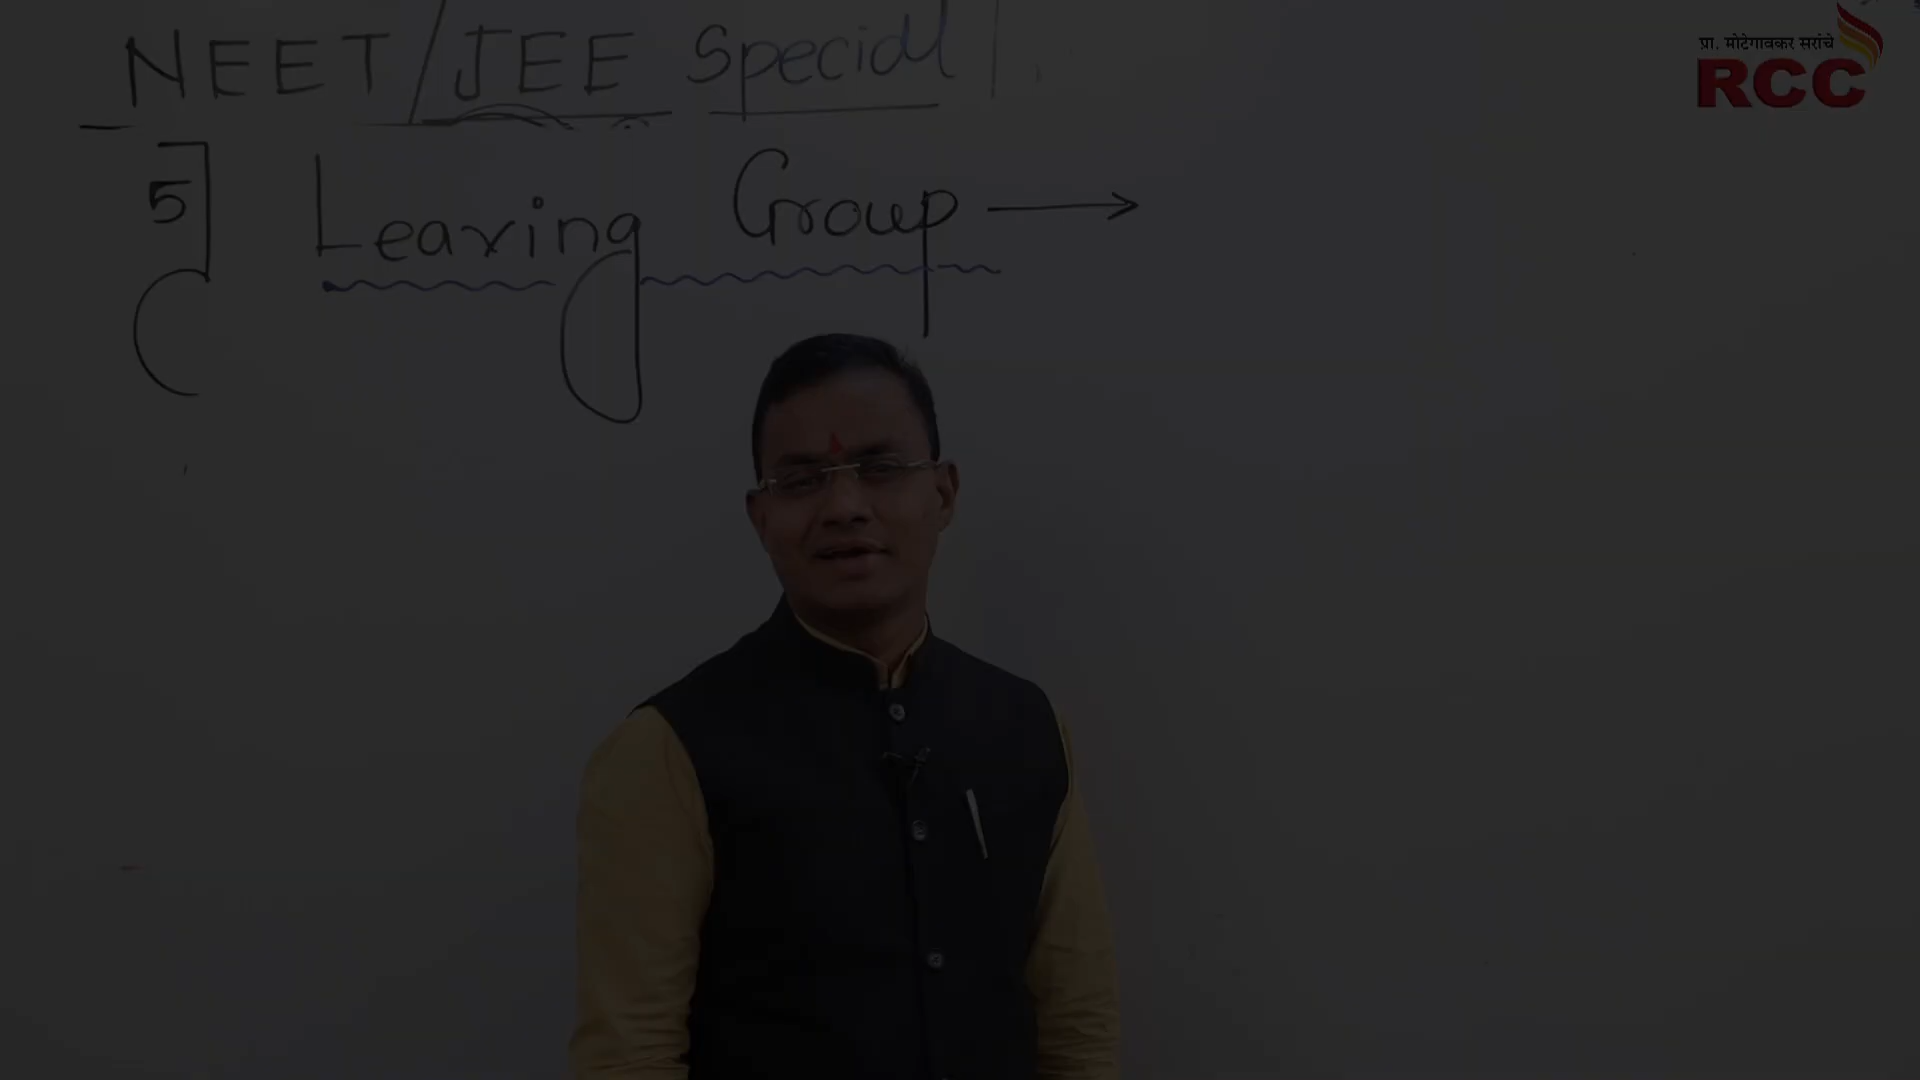 NEET/JEE Special
प्रा. मोटेगावकर सरांचे
RCC
5] Leaving Group →